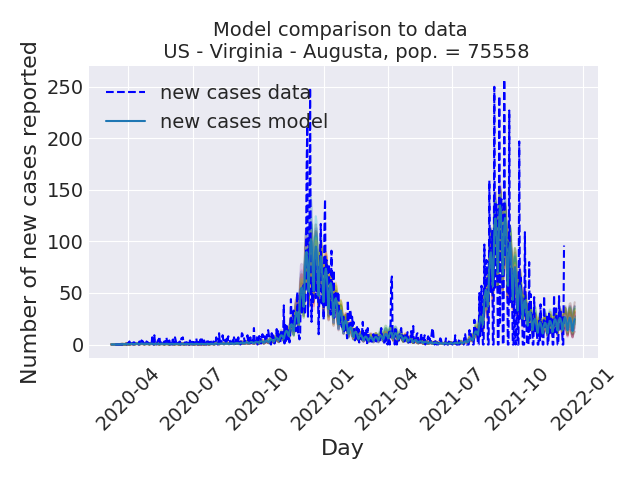 Model comparison to data
US - Virginia - Augusta, pop. = 75558
Number of new cases reported
250
200
150
100
50
0
new cases data
new cases model
2020-04
2020-07
2020-10
2021-01
2021-04
2021-07
2021-10
2022-01
Day